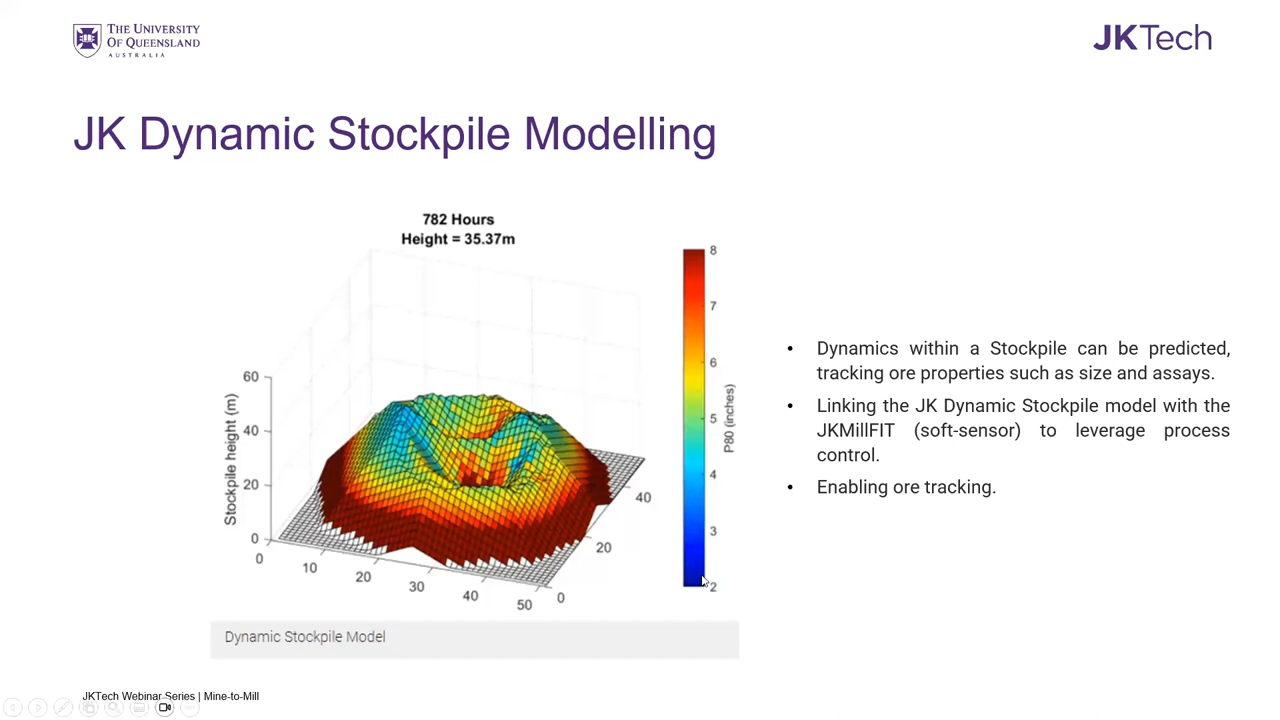 THE UNIVERSITY
OF QUEENSLAND
AUSTRALIA
JKTech
JK Dynamic Stockpile Modelling
782 Hours
Height = 35.37m
Stockpile height (m)
60
40
20
0
0
10
20
30
40
50
0
20
40
8
7
6
5
4
3
2
P80 (inches)
Dynamic Stockpile Model
• Dynamics within a Stockpile can be predicted,
tracking ore properties such as size and assays.
• Linking the JK Dynamic Stockpile model with the
JKMillFIT (soft-sensor) to leverage process
control.
• Enabling ore tracking.
JKTech Webinar Series | Mine-to-Mill